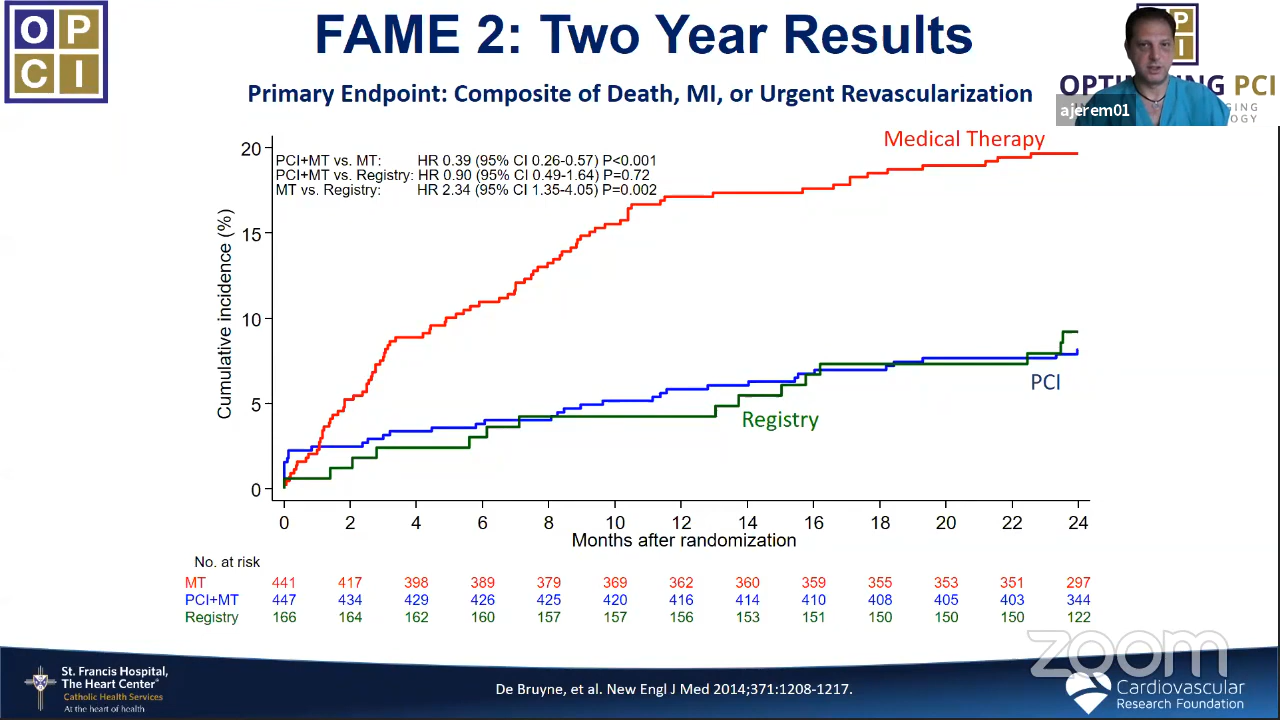 O P
C I
FAME 2: Two Year Results
P
I
Primary Endpoint: Composite of Death, MI, or Urgent Revascularization
PCI
ajerem01
Medical Therapy
PCI+MT vs. MT: HR 0.39 (95% CI 0.26-0.57) P<0.001
PCI+MT vs. Registry: HR 0.90 (95% CI 0.49-1.64) P=0.72
MT vs. Registry: HR 2.34 (95% CI 1.35-4.05) P=0.002
Cumulative incidence (%)
20
15
10
5
0
PCI
Registry
0 2 4 6 8 10 12 14 16 18 20 22 24
Months after randomization
No. at risk
MT 441 417 398 389 379 369 362 360 359 355 353 351 297
PCI+MT 447 434 429 426 425 420 416 414 410 408 405 403 344
Registry 166 164 162 160 157 157 156 153 151 150 150 150 122
zoom
St. Francis Hospital,
The Heart Center®
Catholic Health Services
At the heart of health
De Bruyne, et al. New Engl J Med 2014;371:1208-1217.
Cardiovascular
Research Foundation